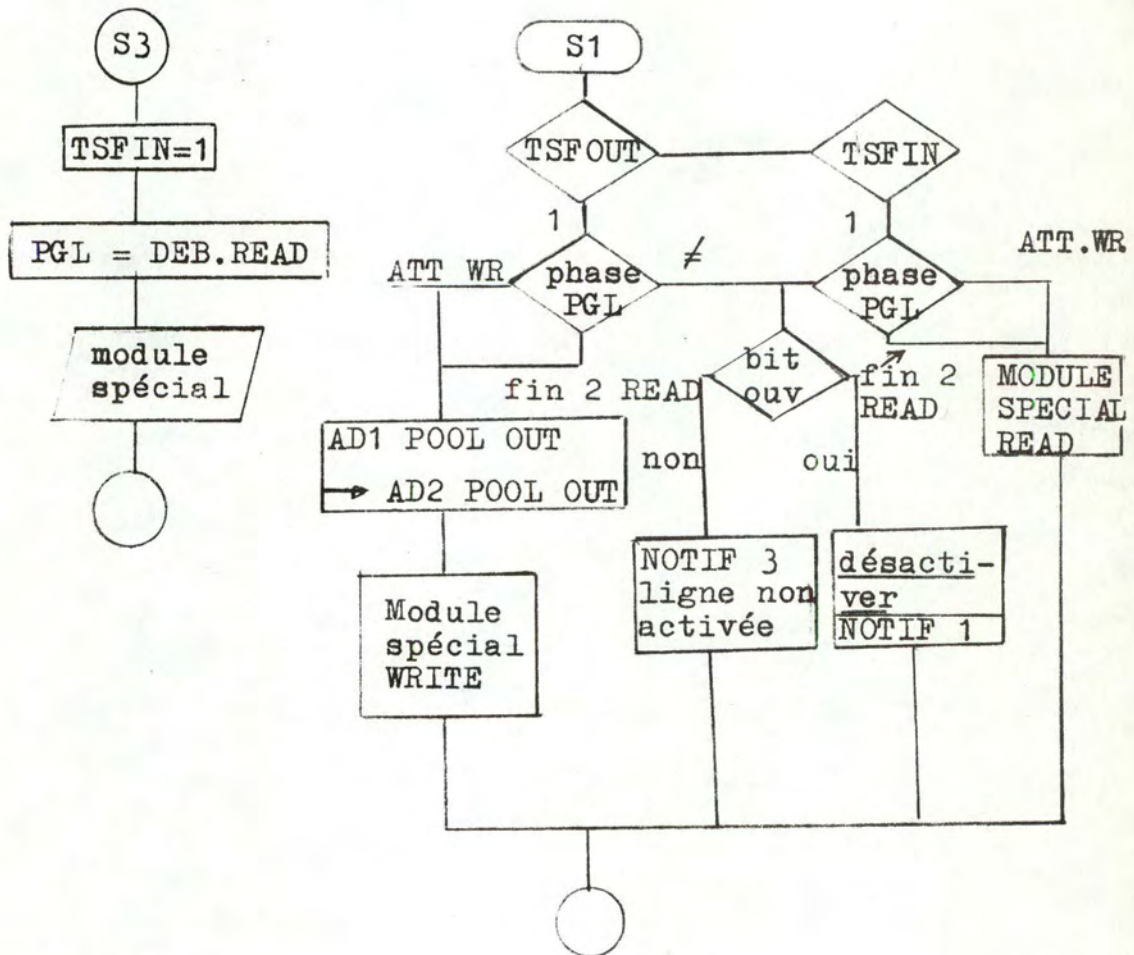 S3
TSFIN=1
PGL = DEB.READ
module
spécial
S1
TSFOUT
TSFIN
1
1
ATT WR
phase
PGL
≠
phase
PGL
ATT.WR
bit
ouv
fin 2 READ
fin 2
READ
MODULE
SPECIAL
READ
non
oui
AD1 POOL OUT
→ AD2 POOL OUT
Module
spécial
WRITE
NOTIF 3
ligne non
activée
désacti-
ver
NOTIF 1